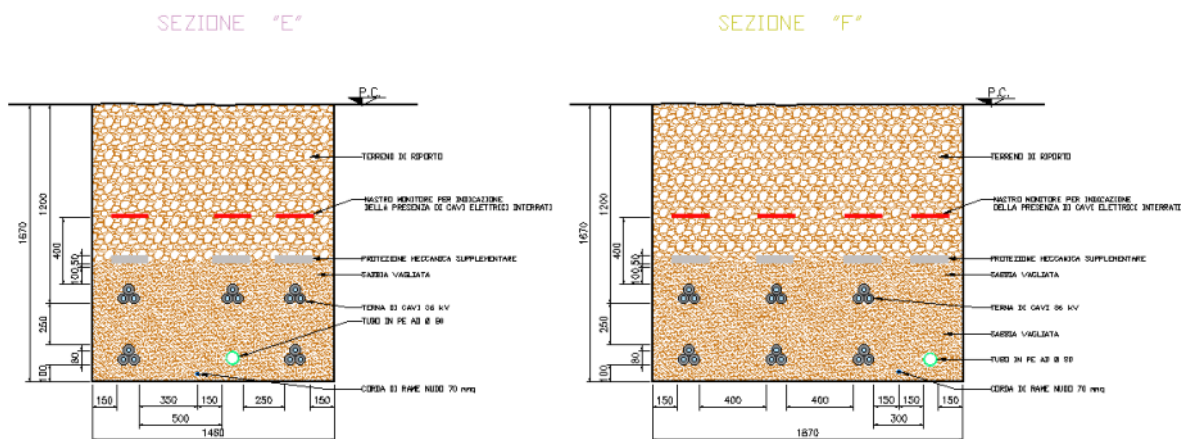 SEZIONE "E"
P.C.
TERRENO DI RIPORTO
NASTRO MONITORE PER INDICAZIONE
DELLA PRESENZA DI CAVI ELETTRICI INTERRATI
PROTEZIONE MECCANICA SUPPLEMENTARE
SABBIA VAGLIATA
TERNA DI CAVI 36 kV
TUBO IN PE AD Ø 90
CORDA DI RAME NUDO 70 mmq
1670
1200
400
50
100
250
80
100
150
350
150
250
150
500
1460
SEZIONE "F"
P.C.
TERRENO DI RIPORTO
NASTRO MONITORE PER INDICAZIONE
DELLA PRESENZA DI CAVI ELETTRICI INTERRATI
PROTEZIONE MECCANICA SUPPLEMENTARE
SABBIA VAGLIATA
TERNA DI CAVI 36 kV
SABBIA VAGLIATA
TUBO IN PE AD Ø 90
CORDA DI RAME NUDO 70 mmq
1670
1200
400
50
100
250
80
100
150
400
400
150
150
150
300
1870